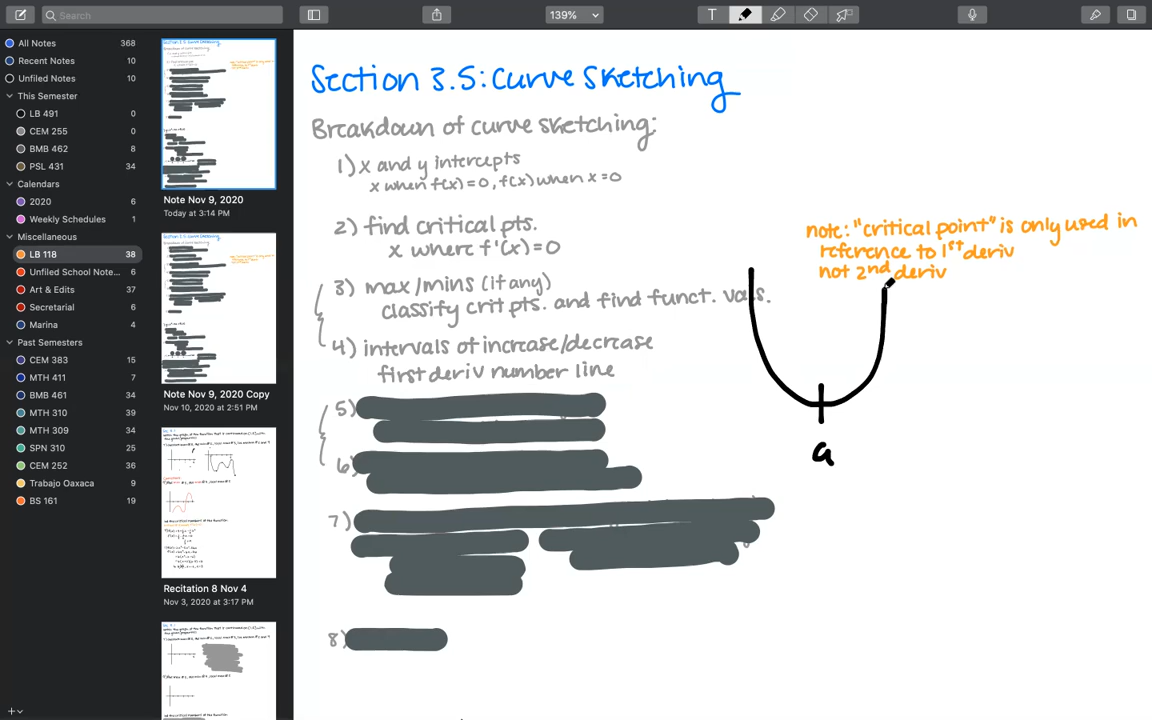 Search
139%
T
All Notes 368
Recent Notes 10
Unfiled Notes 10
This Semester
LB 491 0
CEM 255 0
BMB 462 8
PSL 431 34
Calendars
2020 6
Weekly Schedules 1
Miscellaneous
LB 118 38
Unfiled School Note... 6
Art & Edits 37
Secretarial 6
Marina 4
Past Semesters
CEM 383 15
MTH 411 7
BMB 461 34
MTH 310 39
MTH 309 34
SPN 310 25
CEM 252 36
Trabajo Oaxaca 9
BS 161 19
Section 3.5: Curve Sketching
Note Nov 9, 2020
Today at 3:14 PM
Note Nov 9, 2020 Copy
Nov 10, 2020 at 2:51 PM
Recitation 8 Nov 4
Nov 3, 2020 at 3:17 PM
Section 3.5: Curve Sketching
Breakdown of curve sketching:
1) x and y intercepts
x when f(x)=0, f(x) when x=0
2) find critical pts.
x where f'(x)=0
3) max/mins (if any)
classify crit pts. and find funct. vals.
4) intervals of increase/decrease
first deriv number line
5)
6)
7)
8)
note: "critical point" is only used in
reference to 1st deriv
not 2nd deriv
a